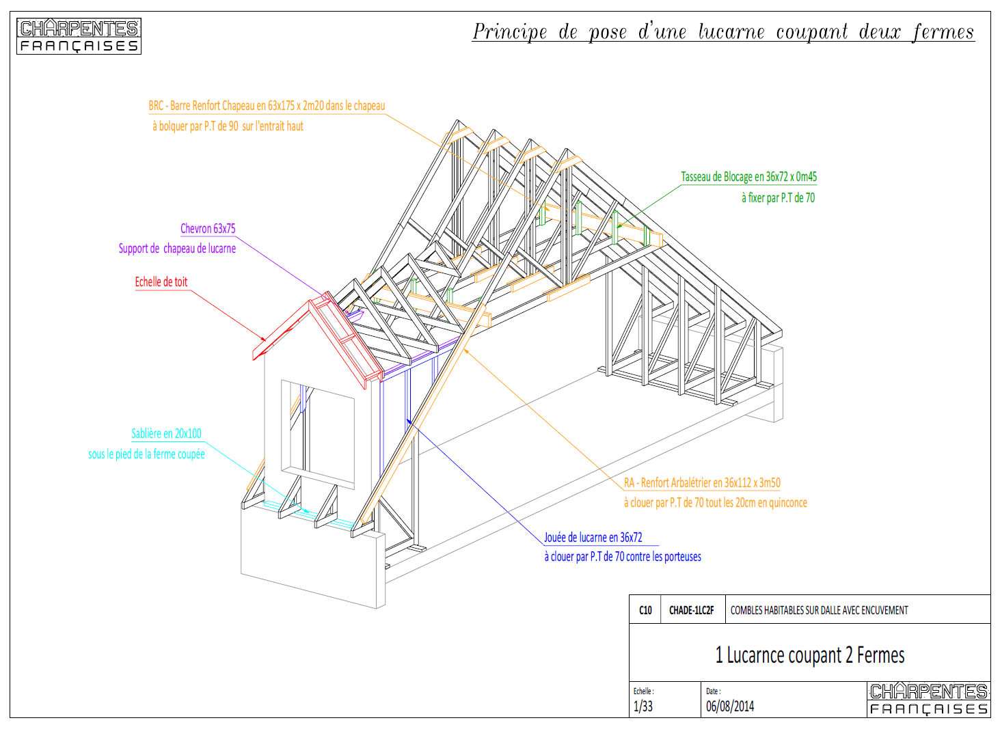 CHARPENTES
FRANÇAISES
Principe de pose d'une lucarne coupant deux fermes
BRC - Barre Renfort Chapeau en 63x175 x 2m20 dans le chapeau
à bolquer par P.T de 90 sur l'entrait haut
Tasseau de Blocage en 36x72 x 0m45
à fixer par P.T de 70
Chevron 63x75
Support de chapeau de lucarne
Echelle de toit
Sablière en 20x100
sous le pied de la ferme coupée
RA - Renfort Arbalétrier en 36x112 x 3m50
à clouer par P.T de 70 tout les 20cm en quinconce
Jouée de lucarne en 36x72
à clouer par P.T de 70 contre les porteuses
C10 CHADE-1LC2F COMBLES HABITABLES SUR DALLE AVEC ENCUVEMENT
1 Lucarnce coupant 2 Fermes
Echelle : Date :
1/33 06/08/2014
CHARPENTES
FRANÇAISES